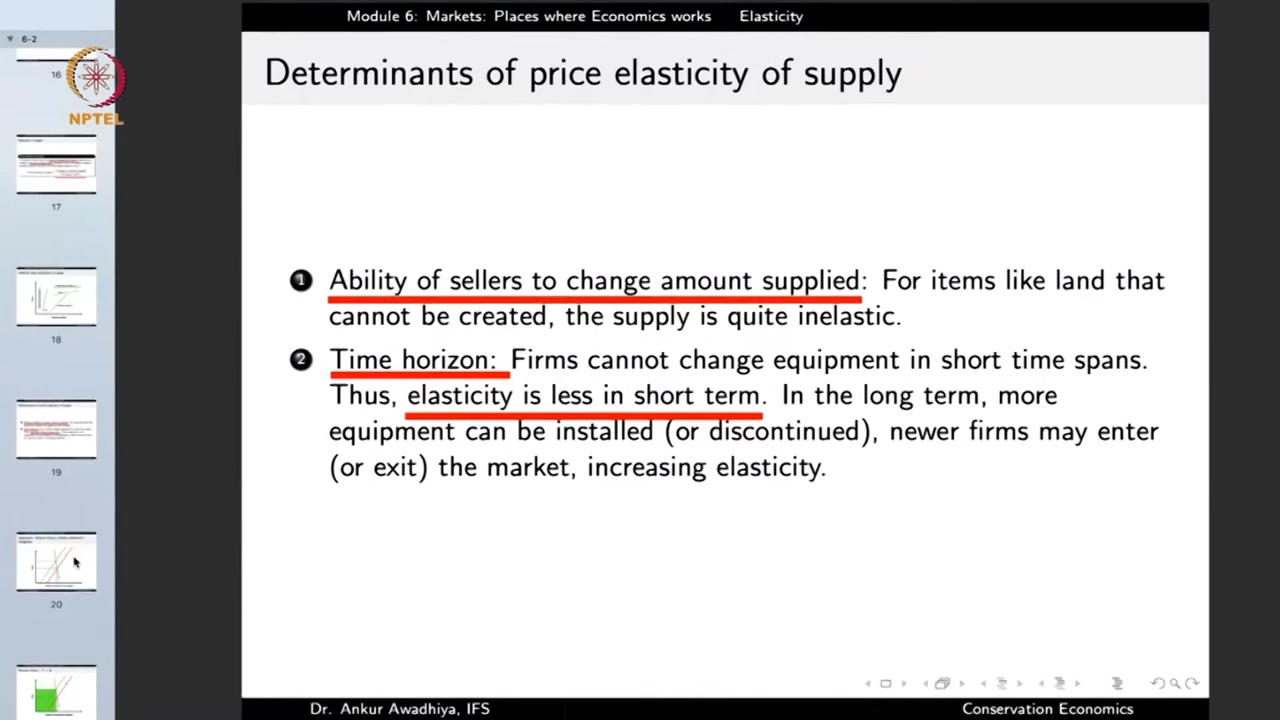 Module 6: Markets: Places where Economics works Elasticity
6-2
16
NPTEL
17
18
19
20
Determinants of price elasticity of supply
1 Ability of sellers to change amount supplied: For items like land that
cannot be created, the supply is quite inelastic.
2 Time horizon: Firms cannot change equipment in short time spans.
Thus, elasticity is less in short term. In the long term, more
equipment can be installed (or discontinued), newer firms may enter
(or exit) the market, increasing elasticity.
Dr. Ankur Awadhiya, IFS Conservation Economics